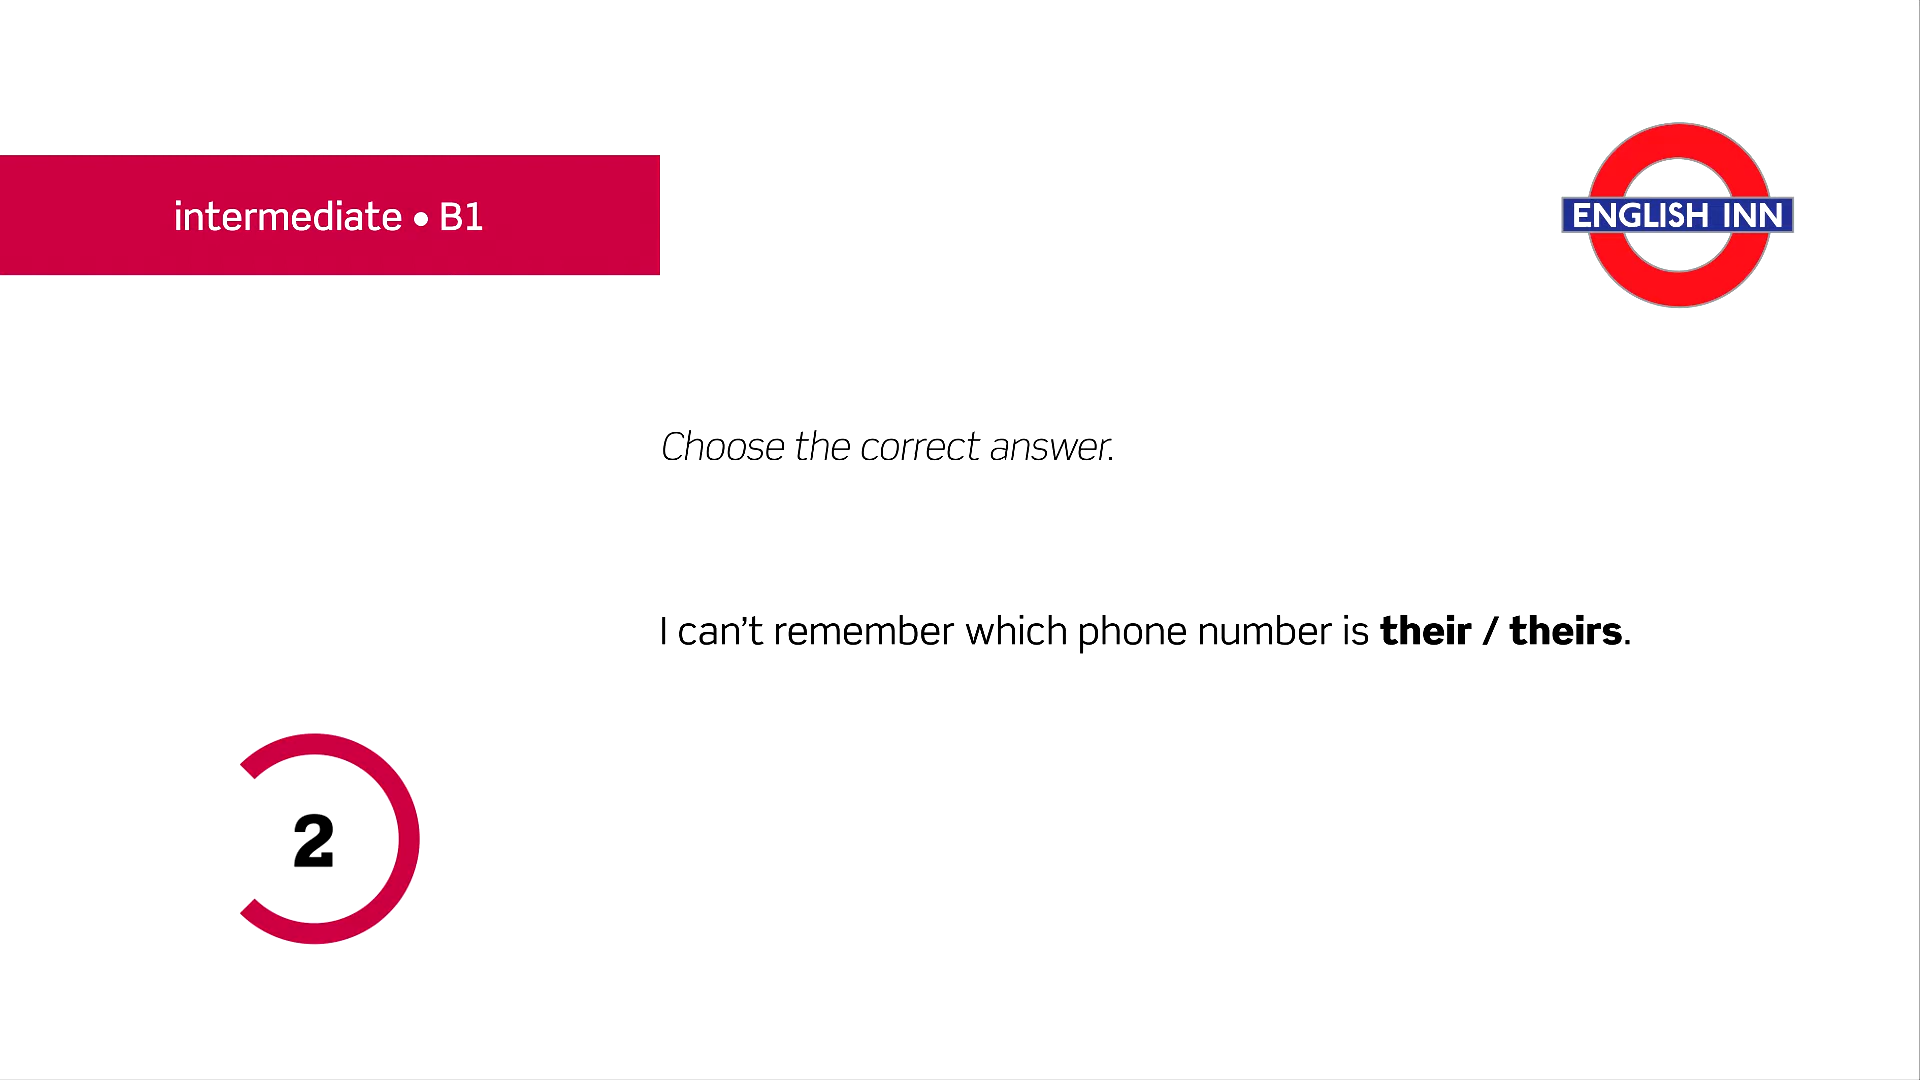 intermediate • B1
ENGLISH INN
Choose the correct answer.
I can't remember which phone number is their / theirs.
2